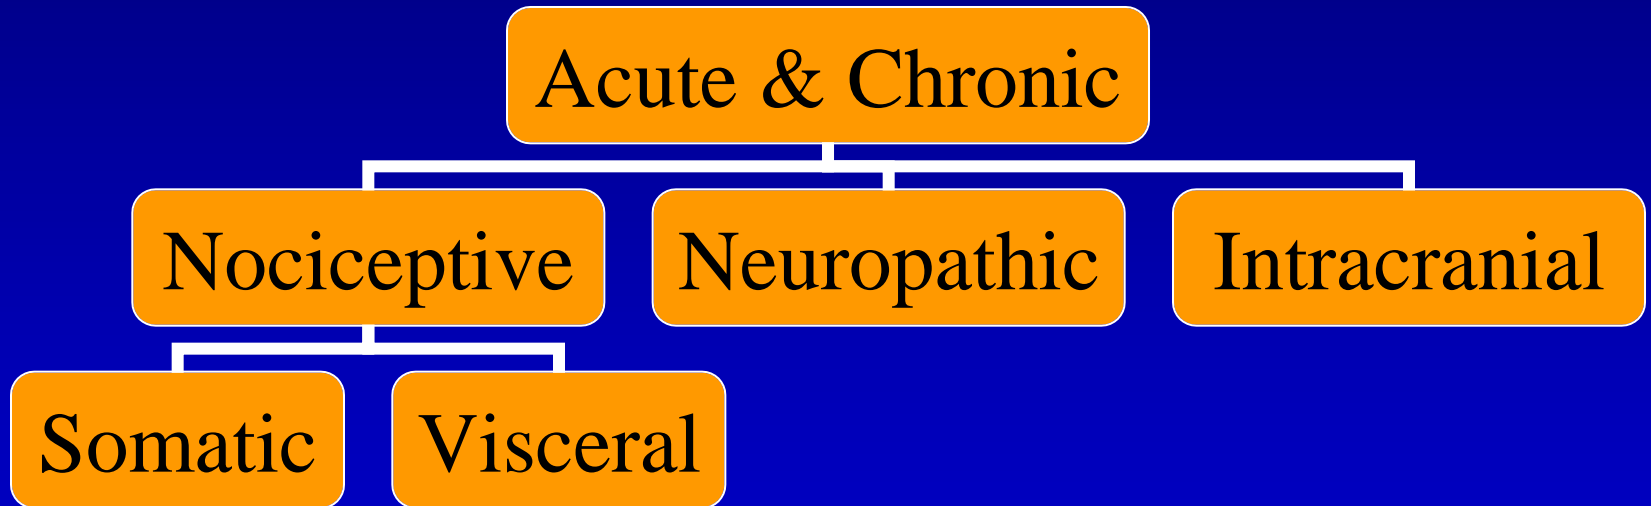 Acute & Chronic
Nociceptive
Neuropathic
Intracranial
Somatic
Visceral